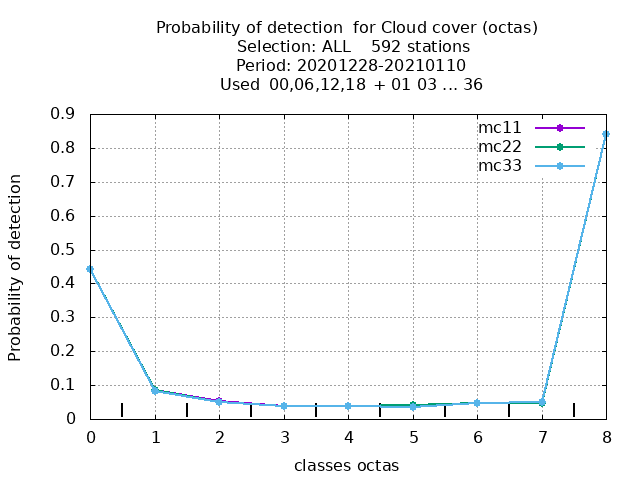 Probability of detection  for Cloud cover (octas)
Selection: ALL    592 stations
Period: 20201228-20210110
Used  00,06,12,18  + 01 03 ... 36
mc11
mc22
mc33
0.9
0.8
0.7
0.6
0.5
0.4
0.3
0.2
0.1
0
Probability of detection
0 1 2 3 4 5 6 7 8
classes octas